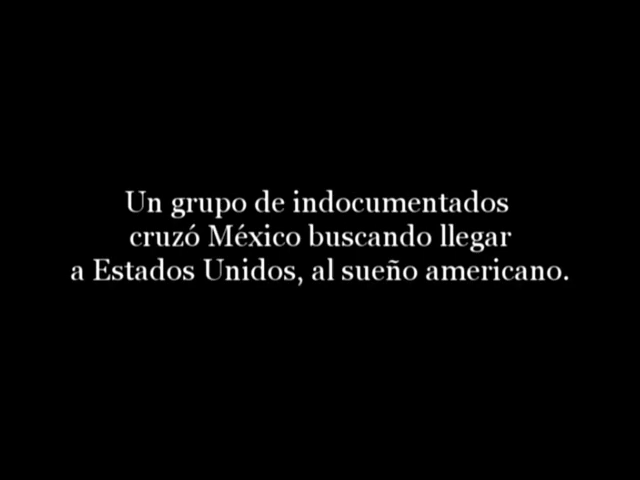 Un grupo de indocumentados
cruzó México buscando llegar
a Estados Unidos, al sueño americano.